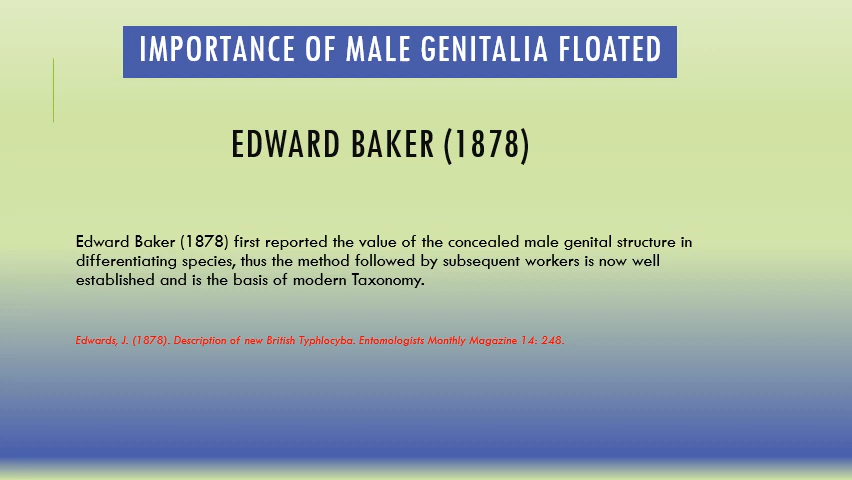 IMPORTANCE OF MALE GENITALIA FLOATED
EDWARD BAKER (1878)
Edward Baker (1878) first reported the value of the concealed male genital structure in
differentiating species, thus the method followed by subsequent workers is now well
established and is the basis of modern Taxonomy.
Edwards, J. (1878). Description of new British Typhlocyba. Entomologists Monthly Magazine 14: 248.